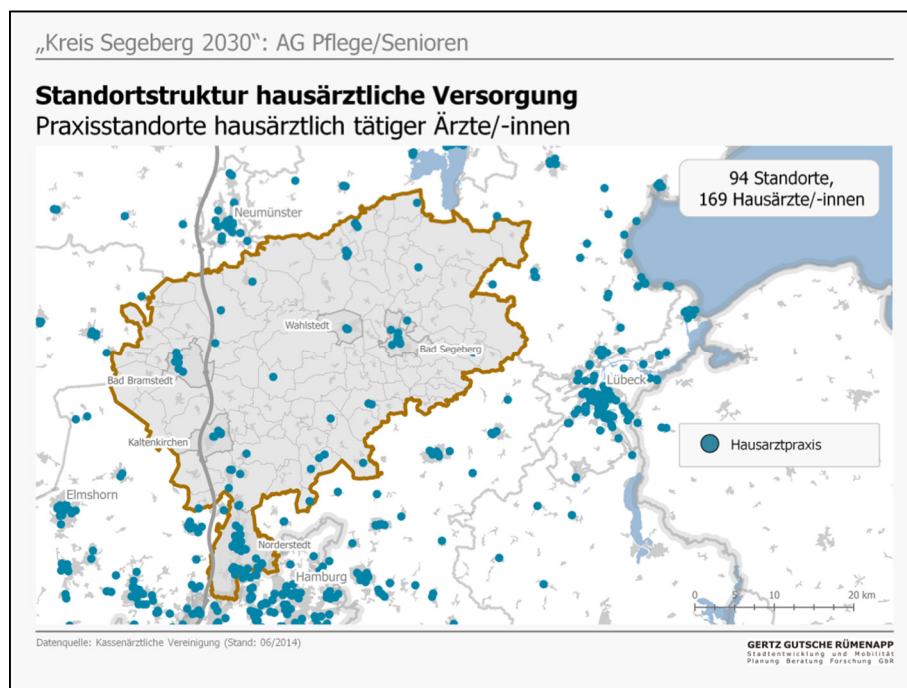 „Kreis Segeberg 2030“: AG Pflege/Senioren
Standortstruktur hausärztliche Versorgung
Praxisstandorte hausärztlich tätiger Ärzte/-innen
94 Standorte,
169 Hausärzte/-innen
Neumünster
Wahlstedt
Bad Segeberg
Bad Bramstedt
Lübeck
Kaltenkirchen
Hausarztpraxis
Elmshorn
Norderstedt
Hamburg
0 5 10 20 km
Datenquelle: Kassenärztliche Vereinigung (Stand: 06/2014)
GERTZ GUTSCHE RÜMENAPP
Stadtentwicklung und Mobilität
Planung Beratung Forschung GbR